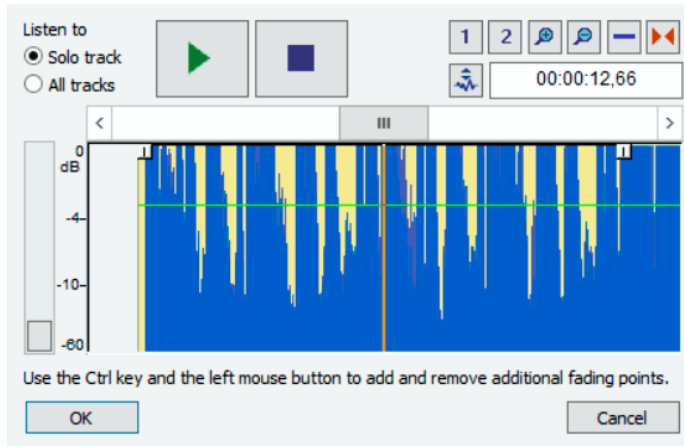 Listen to
Solo track
All tracks
1 2
00:00:12,66
0
dB
-4-
-10-
-60
Use the Ctrl key and the left mouse button to add and remove additional fading points.
OK
Cancel